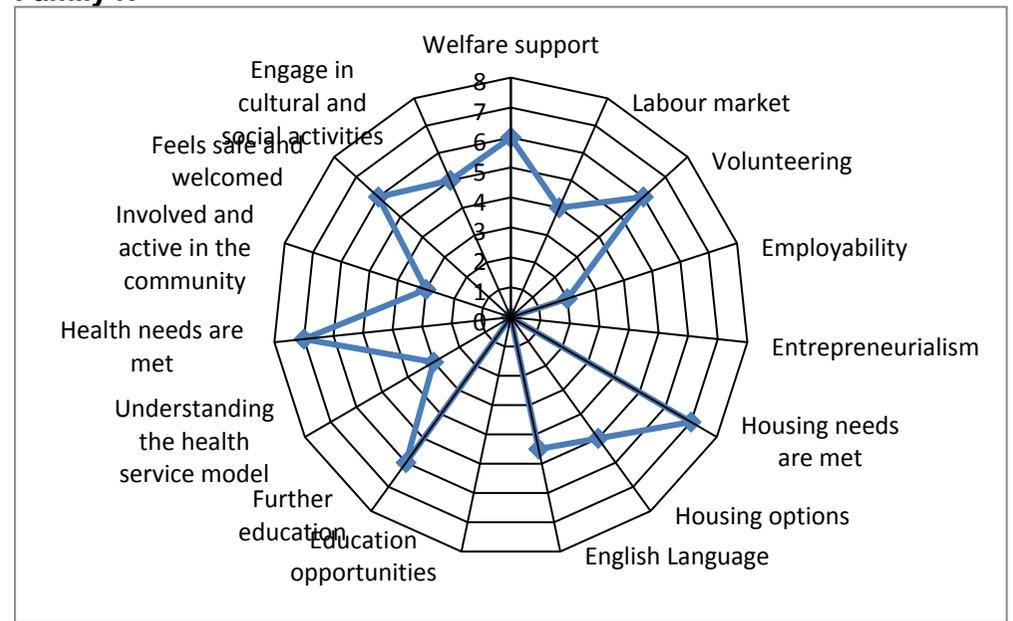 Welfare support
Labour market
Volunteering
Employability
Entrepreneurialism
Housing needs
are met
Housing options
English Language
Education
opportunities
Further
education
Understanding
the health
service model
Health needs are
met
Involved and
active in the
community
Feels safe and
welcomed
Engage in
cultural and
social activities
8
7
6
5
4
3
2
1
0